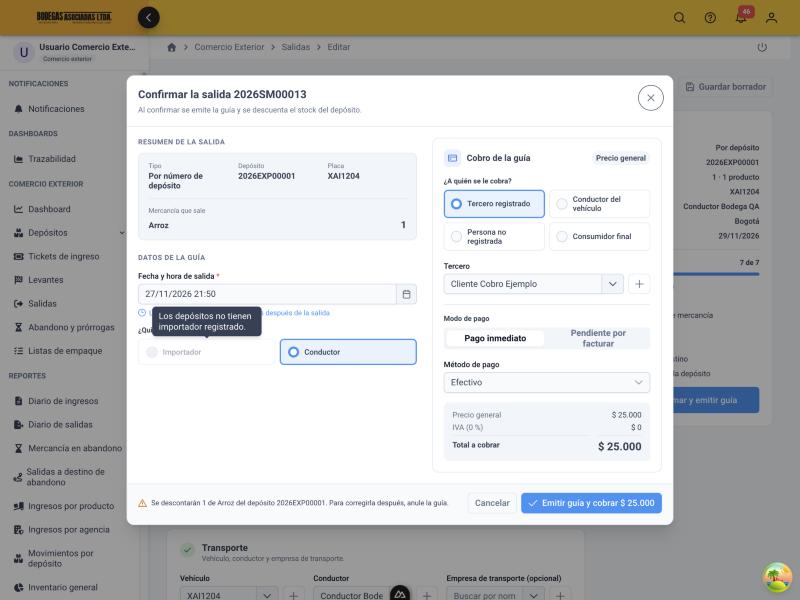 BODEGAS ASOCIADAS LTDA.
46
U
Usuario Comercio Exte...
Comercio exterior
Comercio Exterior
Salidas
Editar
NOTIFICACIONES
Notificaciones
DASHBOARDS
Trazabilidad
COMERCIO EXTERIOR
Dashboard
Depósitos
Tickets de ingreso
Levantes
Salidas
Abandono y prórrogas
Listas de empaque
REPORTES
Diario de ingresos
Diario de salidas
Mercancía en abandono
Salidas a destino de
abandono
Ingresos por producto
Ingresos por agencia
Movimientos por
depósito
Inventario general
Guardar borrador
Por depósito
2026EXP00001
1 · 1 producto
XAI1204
Conductor Bodega QA
Bogotá
29/11/2026
7 de 7
mercancía
tino
depósito
mar y emitir guía
Confirmar la salida 2026SM00013
Al confirmar se emite la guía y se descuenta el stock del depósito.
RESUMEN DE LA SALIDA
Tipo
Por número de
depósito
Depósito
2026EXP00001
Placa
XAI1204
Mercancía que sale
Arroz
1
DATOS DE LA GUÍA
Fecha y hora de salida *
27/11/2026 21:50
después de la salida
Los depósitos no tienen
importador registrado.
¿Qui
Importador
Conductor
Cobro de la guía
Precio general
¿A quién se le cobra?
Tercero registrado
Conductor del
vehículo
Persona no
registrada
Consumidor final
Tercero
Cliente Cobro Ejemplo
Modo de pago
Pago inmediato
Pendiente por
facturar
Método de pago
Efectivo
Precio general
$ 25.000
IVA (0 %)
$ 0
Total a cobrar
$ 25.000
Se descontarán 1 de Arroz del depósito 2026EXP00001. Para corregirla después, anule la guía.
Cancelar
Emitir guía y cobrar $ 25.000
Transporte
Vehículo, conductor y empresa de transporte.
Vehículo
XAI1204
Conductor
Conductor Bode
Empresa de transporte (opcional)
Buscar por nom